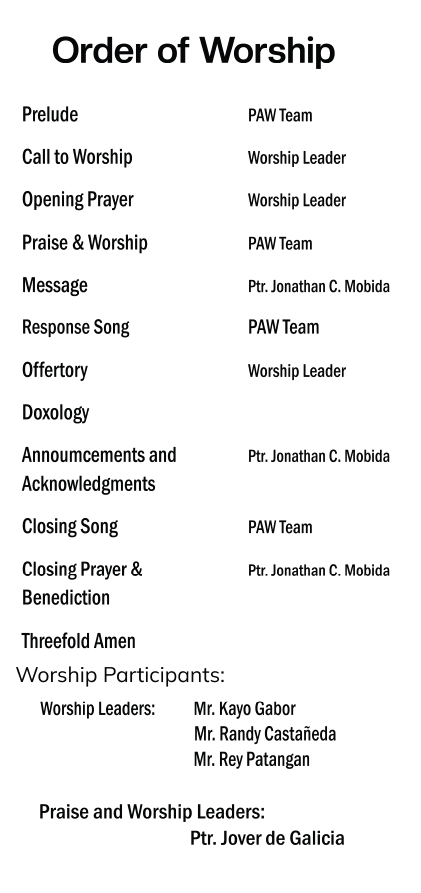 Order of Worship
Prelude PAW Team
Call to Worship Worship Leader
Opening Prayer Worship Leader
Praise & Worship PAW Team
Message Ptr. Jonathan C. Mobida
Response Song PAW Team
Offertory Worship Leader
Doxology
Announcements and Ptr. Jonathan C. Mobida
Acknowledgments
Closing Song PAW Team
Closing Prayer & Ptr. Jonathan C. Mobida
Benediction
Threefold Amen
Worship Participants:
Worship Leaders: Mr. Kayo Gabor
Mr. Randy Castañeda
Mr. Rey Patangan
Praise and Worship Leaders:
Ptr. Jover de Galicia